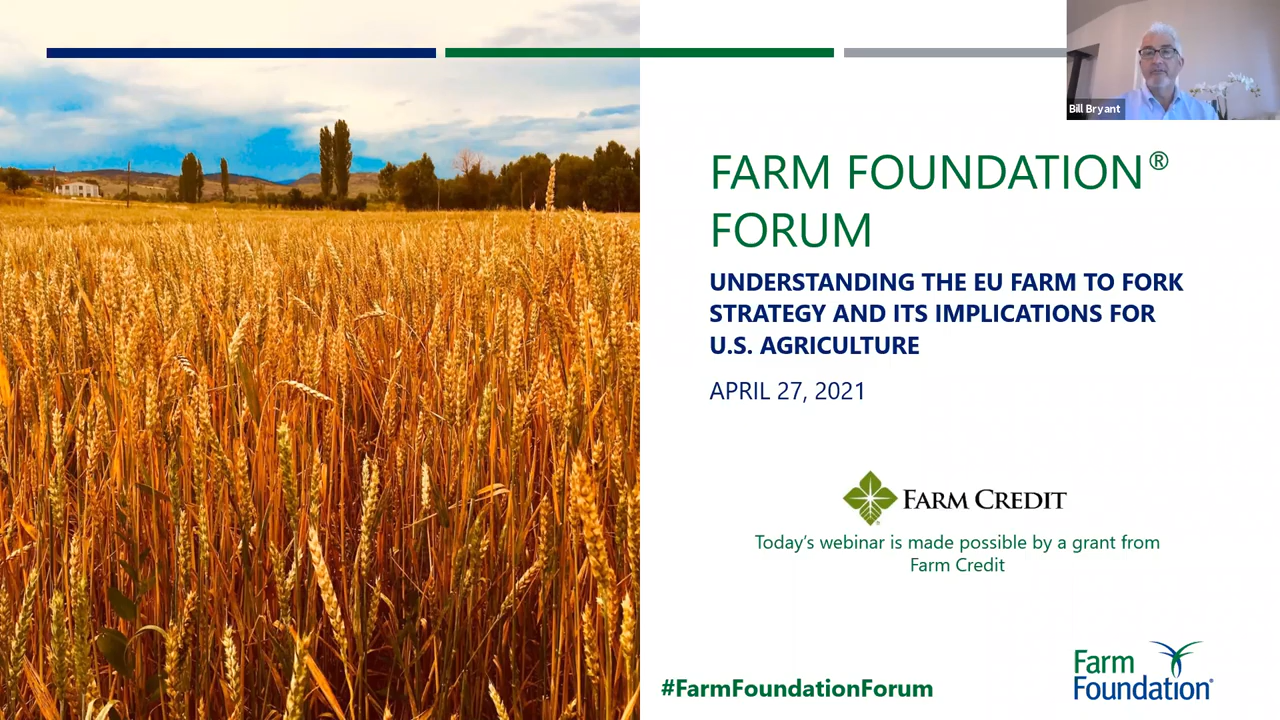 Bill Bryant
FARM FOUNDATION®
FORUM
UNDERSTANDING THE EU FARM TO FORK
STRATEGY AND ITS IMPLICATIONS FOR
U.S. AGRICULTURE
APRIL 27, 2021
FARM CREDIT
Today's webinar is made possible by a grant from
Farm Credit
#FarmFoundationForum
Farm
Foundation®